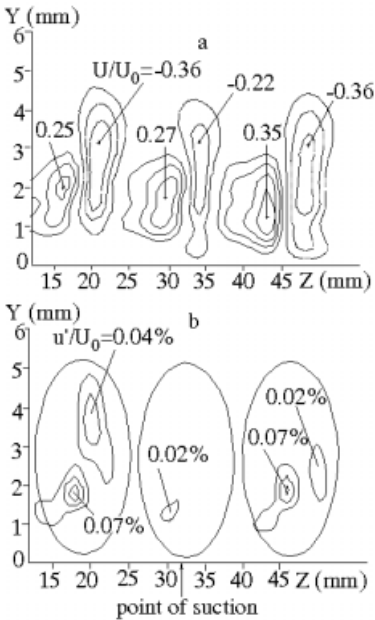 Y (mm)
a
6
U/U0=-0.36
-0.22
-0.36
5
4
0.25
0.27
0.35
3
2
1
0
15 20 25 30 35 40 45 Z (mm)
Y (mm)
b
6
u'/U0=0.04%
5
0.02%
4
0.07%
3
0.02%
2
0.07%
1
0
15 20 25 30 35 40 45 Z (mm)
point of suction